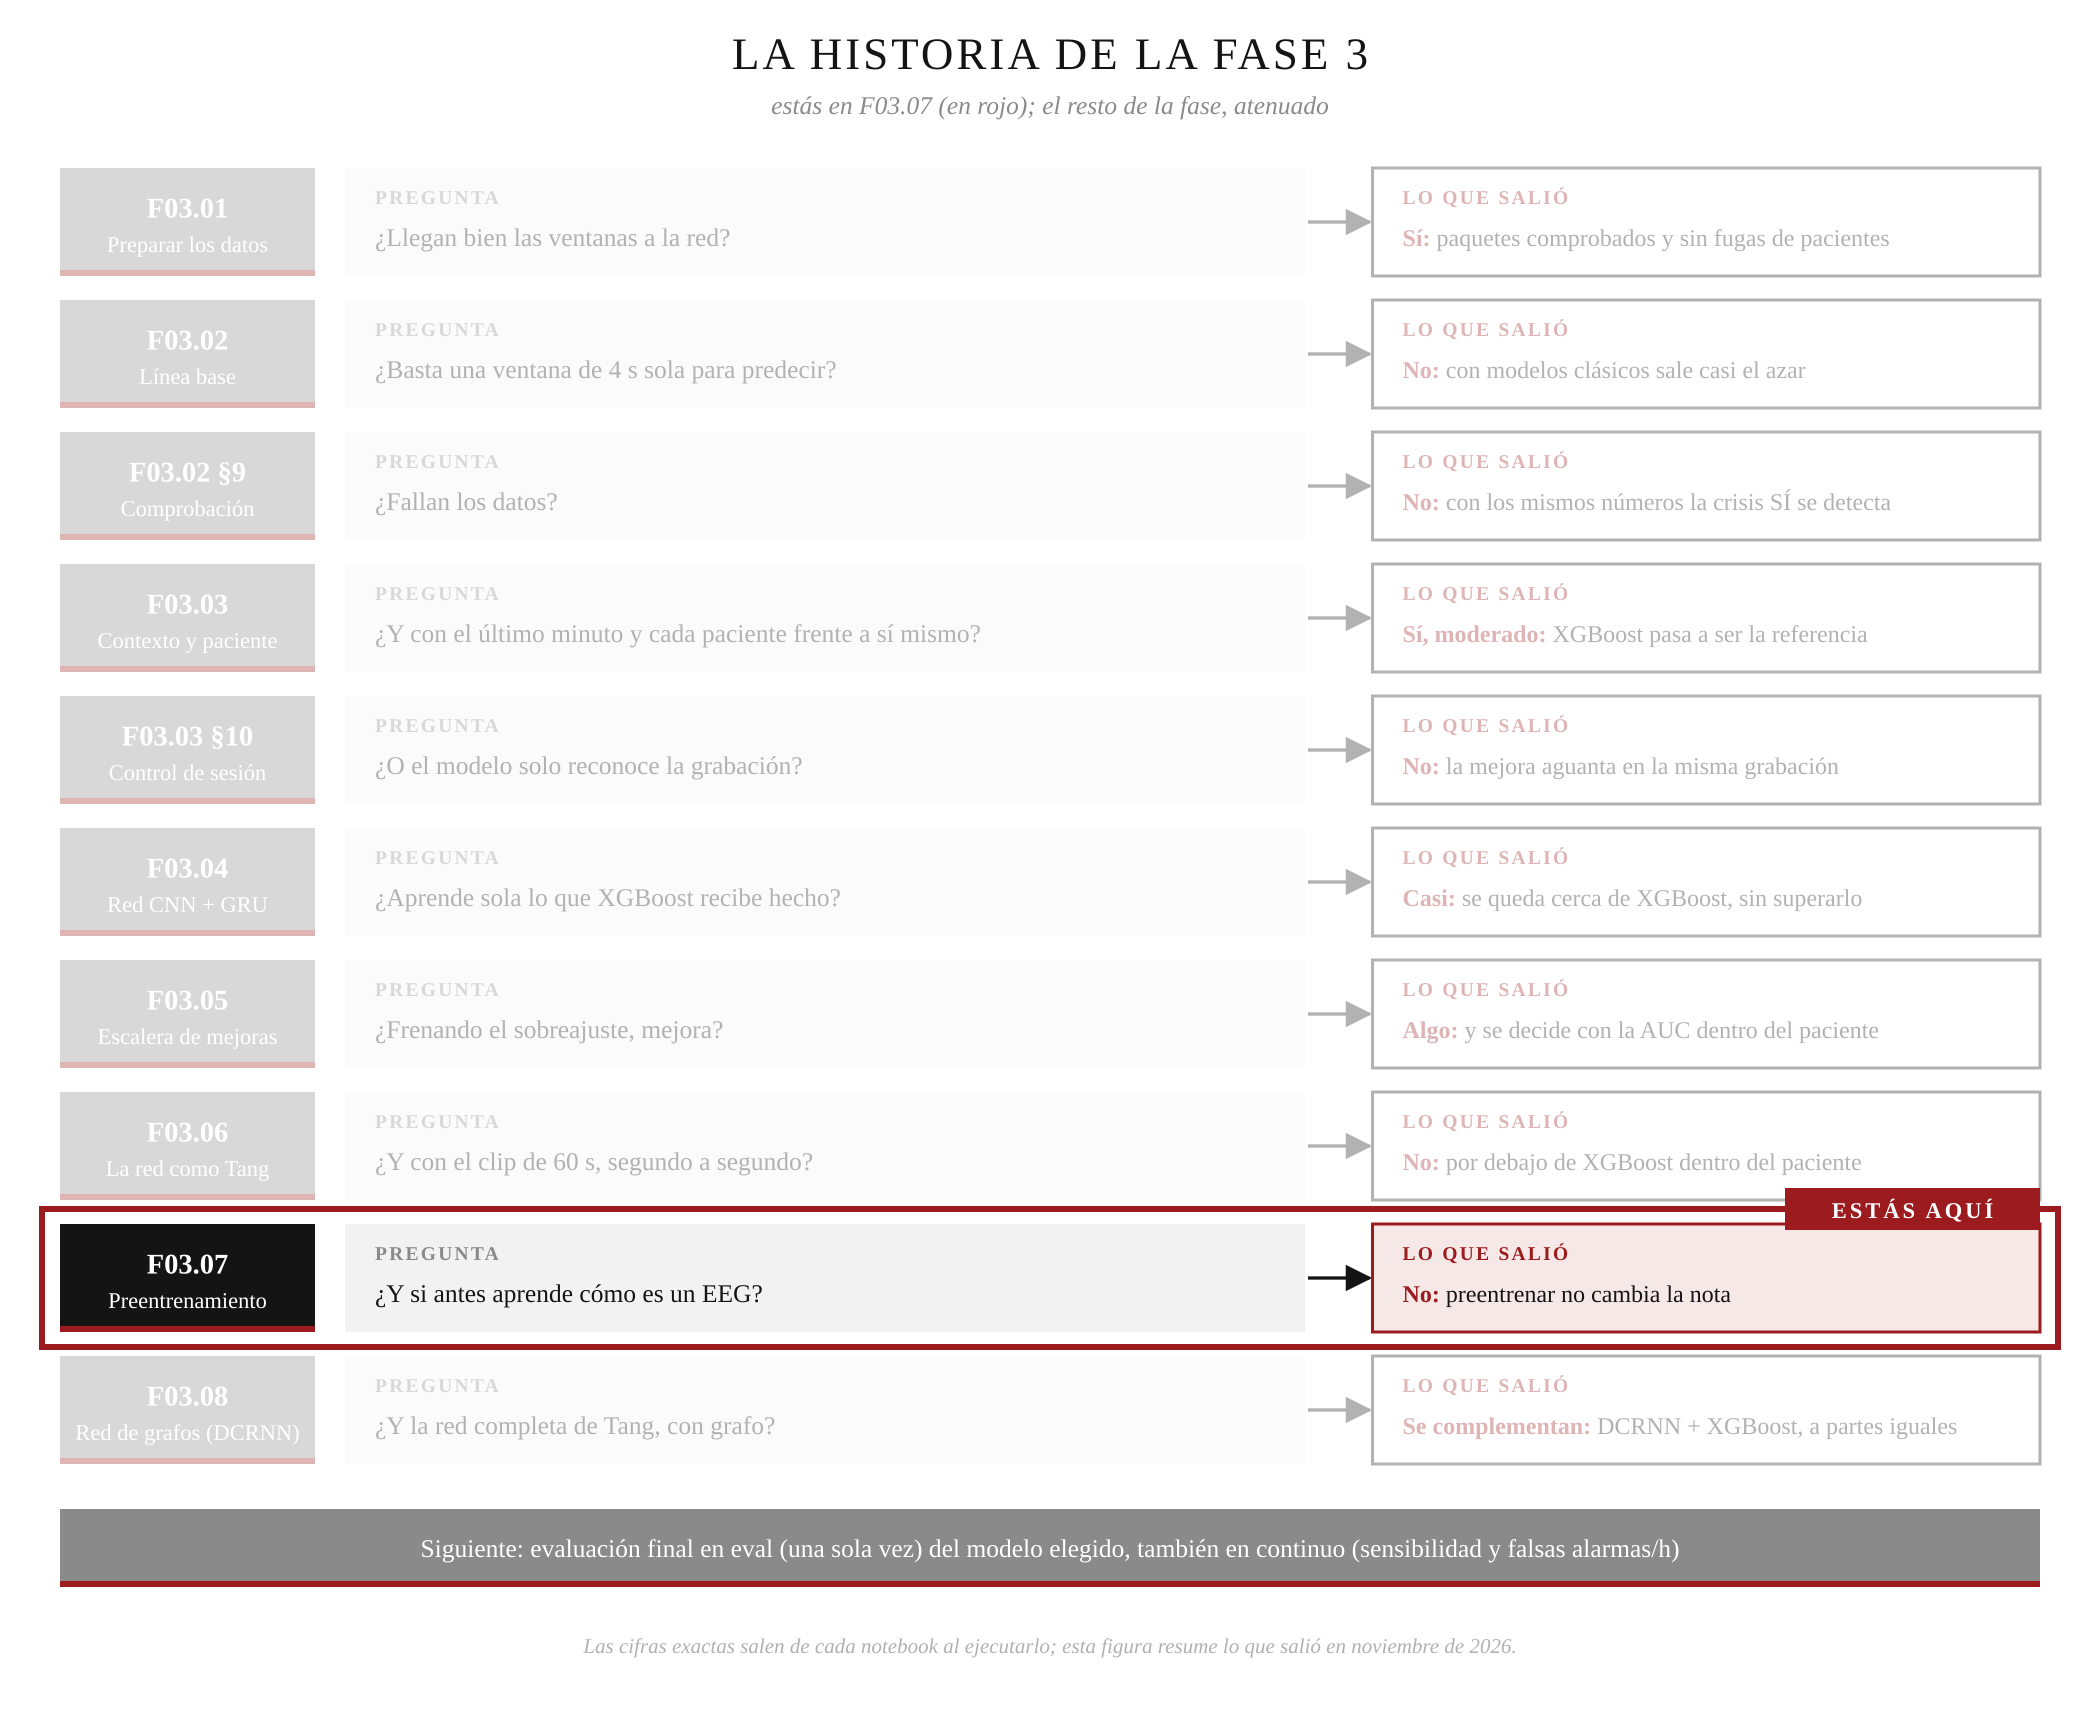 LA HISTORIA DE LA FASE 3
estás en F03.07 (en rojo); el resto de la fase, atenuado
F03.01
Preparar los datos
PREGUNTA
¿Llegan bien las ventanas a la red?
LO QUE SALIÓ
Sí: paquetes comprobados y sin fugas de pacientes
F03.02
Línea base
PREGUNTA
¿Basta una ventana de 4 s sola para predecir?
LO QUE SALIÓ
No: con modelos clásicos sale casi el azar
F03.02 §9
Comprobación
PREGUNTA
¿Fallan los datos?
LO QUE SALIÓ
No: con los mismos números la crisis SÍ se detecta
F03.03
Contexto y paciente
PREGUNTA
¿Y con el último minuto y cada paciente frente a sí mismo?
LO QUE SALIÓ
Sí, moderado: XGBoost pasa a ser la referencia
F03.03 §10
Control de sesión
PREGUNTA
¿O el modelo solo reconoce la grabación?
LO QUE SALIÓ
No: la mejora aguanta en la misma grabación
F03.04
Red CNN + GRU
PREGUNTA
¿Aprende sola lo que XGBoost recibe hecho?
LO QUE SALIÓ
Casi: se queda cerca de XGBoost, sin superarlo
F03.05
Escalera de mejoras
PREGUNTA
¿Frenando el sobreajuste, mejora?
LO QUE SALIÓ
Algo: y se decide con la AUC dentro del paciente
F03.06
La red como Tang
PREGUNTA
¿Y con el clip de 60 s, segundo a segundo?
LO QUE SALIÓ
No: por debajo de XGBoost dentro del paciente
ESTÁS AQUÍ
F03.07
Preentrenamiento
PREGUNTA
¿Y si antes aprende cómo es un EEG?
LO QUE SALIÓ
No: preentrenar no cambia la nota
F03.08
Red de grafos (DCRNN)
PREGUNTA
¿Y la red completa de Tang, con grafo?
LO QUE SALIÓ
Se complementan: DCRNN + XGBoost, a partes iguales
Siguiente: evaluación final en eval (una sola vez) del modelo elegido, también en continuo (sensibilidad y falsas alarmas/h)
Las cifras exactas salen de cada notebook al ejecutarlo; esta figura resume lo que salió en noviembre de 2026.